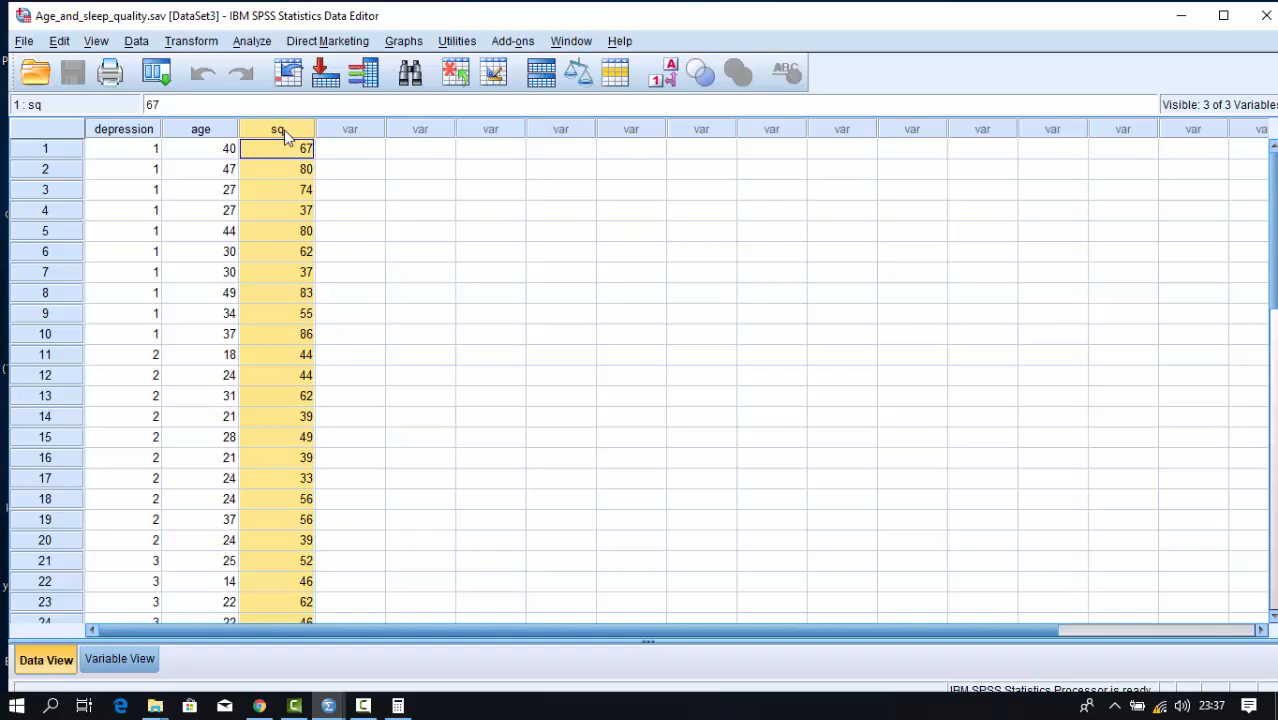 Age_and_sleep_quality.sav [DataSet3] - IBM SPSS Statistics Data Editor
File Edit View Data Transform Analyze Direct Marketing Graphs Utilities Add-ons Window Help
1 : sq 67 Visible: 3 of 3 Variables
depression age sq var var var var var var var var var var var var var va
1 1 40 67
2 1 47 80
3 1 27 74
4 1 27 37
5 1 44 80
6 1 30 62
7 1 30 37
8 1 49 83
9 1 34 55
10 1 37 86
11 2 18 44
12 2 24 44
13 2 31 62
14 2 21 39
15 2 28 49
16 2 21 39
17 2 24 33
18 2 24 56
19 2 37 56
20 2 24 39
21 3 25 52
22 3 14 46
23 3 22 62
24 3 22 46
Data View Variable View
IBM SPSS Statistics Processor is ready
23:37